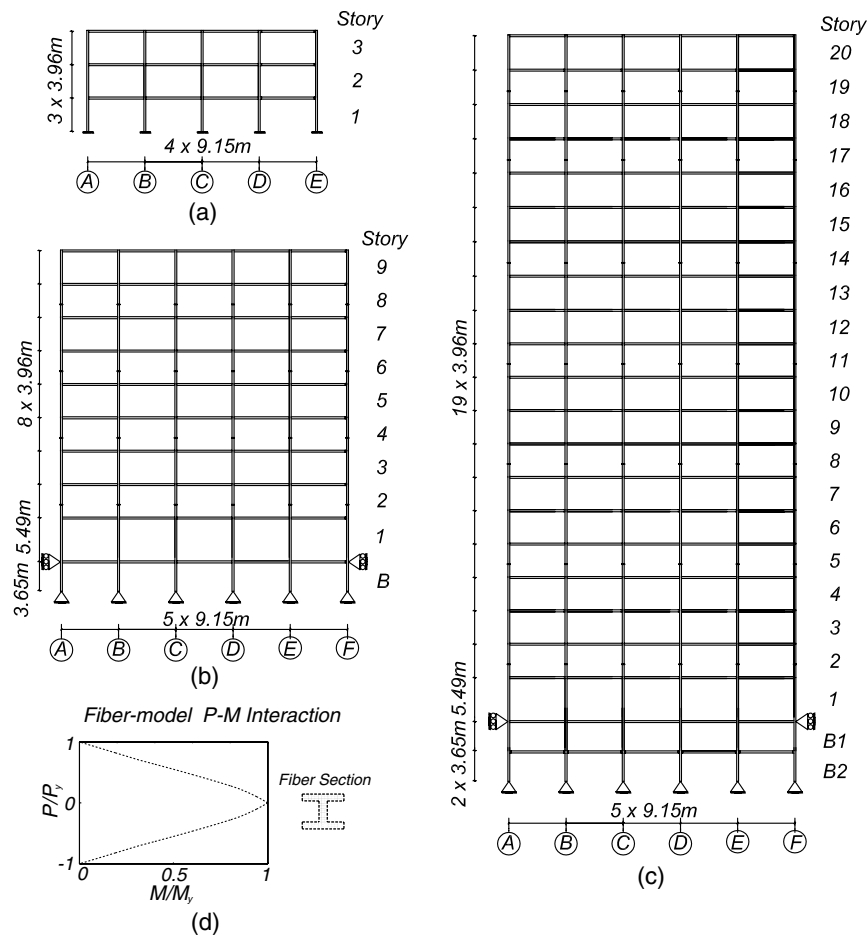 Story
3
2
1
3 x 3.96m
4 x 9.15m
A B C D E
(a)
Story
9
8
7
6
5
4
3
2
1
B
8 x 3.96m
5.49m
3.65m
5 x 9.15m
A B C D E F
(b)
Fiber-model P-M Interaction
1
0
-1
P/Py
0 0.5 1
M/My
Fiber Section
(d)
Story
20
19
18
17
16
15
14
13
12
11
10
9
8
7
6
5
4
3
2
1
B1
B2
19 x 3.96m
5.49m
2 x 3.65m
5 x 9.15m
A B C D E F
(c)